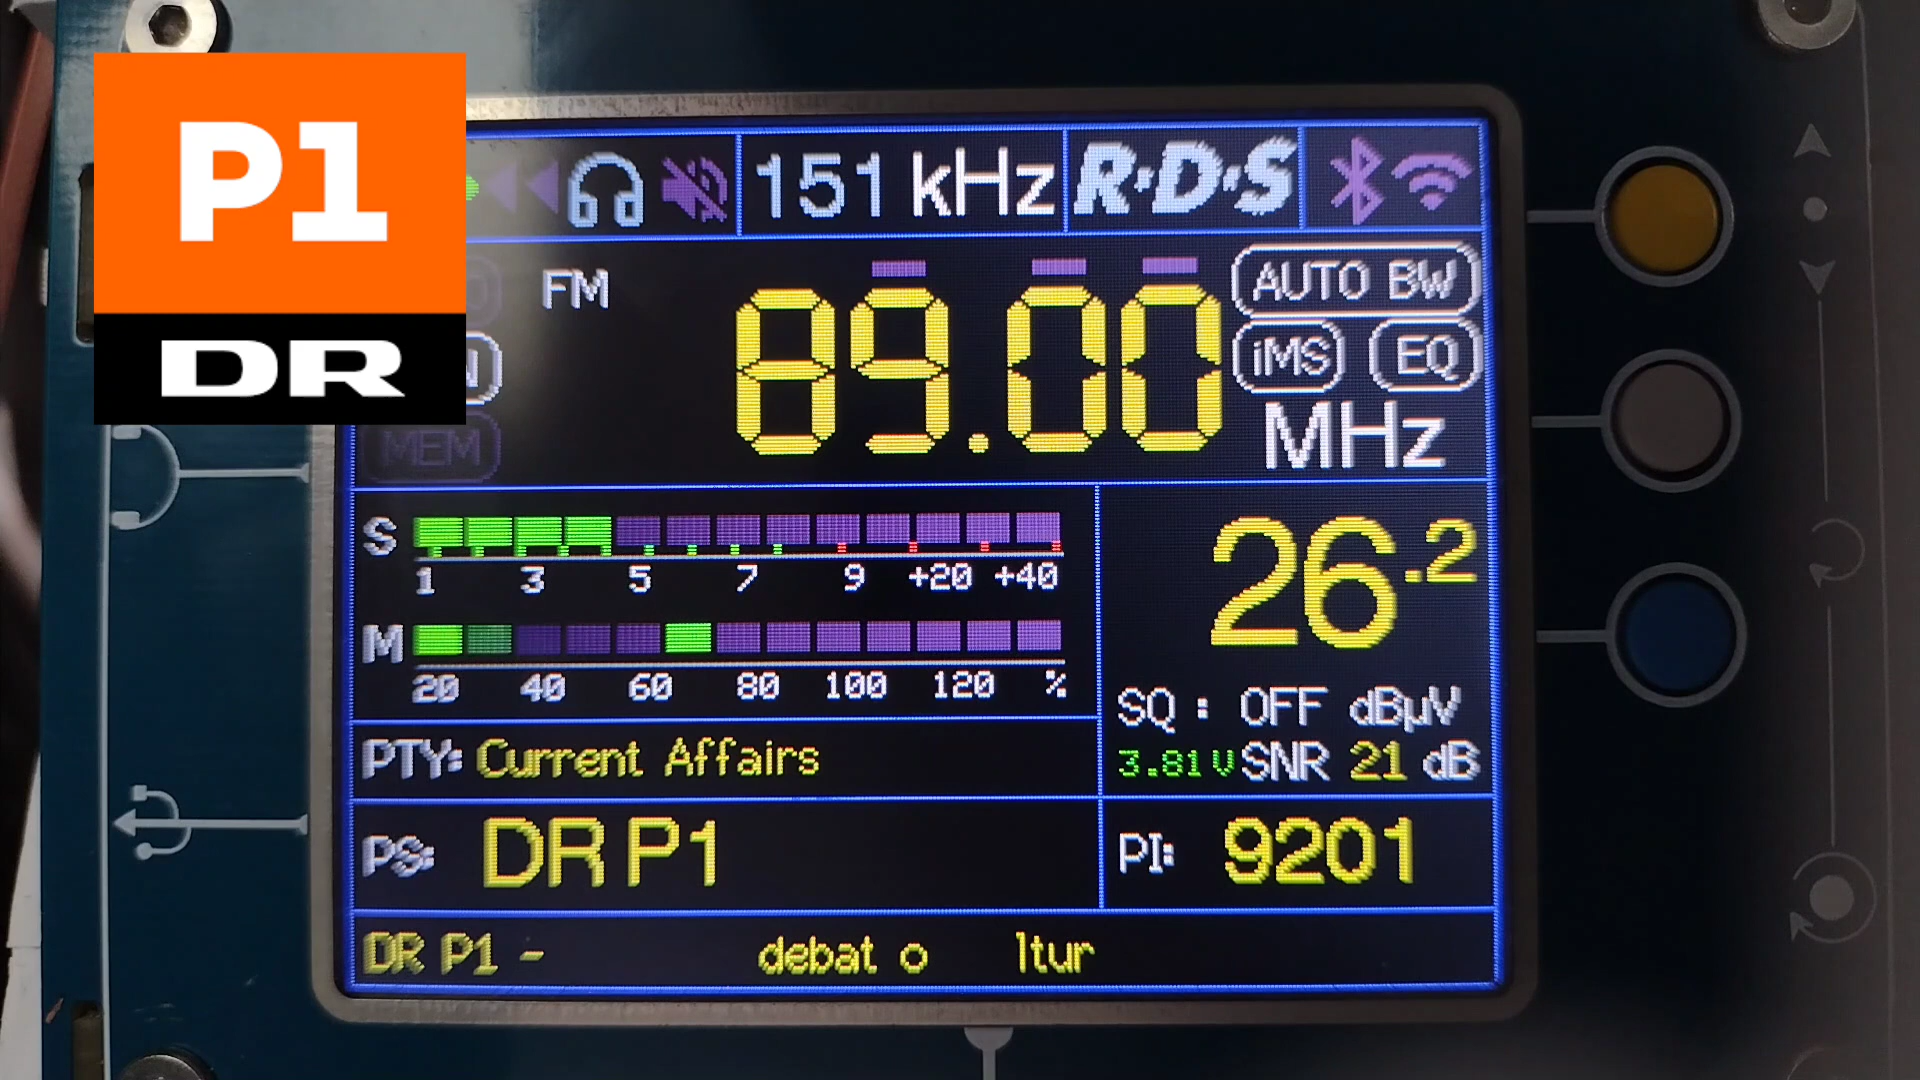 P1
DR
151 kHz
R·D·S
FM
89.00
MHz
AUTO BW
iMS
EQ
MEM
S
1 3 5 7 9 +20 +40
M
20 40 60 80 100 120 %
26.2
SQ : OFF dBµV
3.81V SNR 21 dB
PTY: Current Affairs
PS: DR P1
PI: 9201
DR P1 - debat o ltur